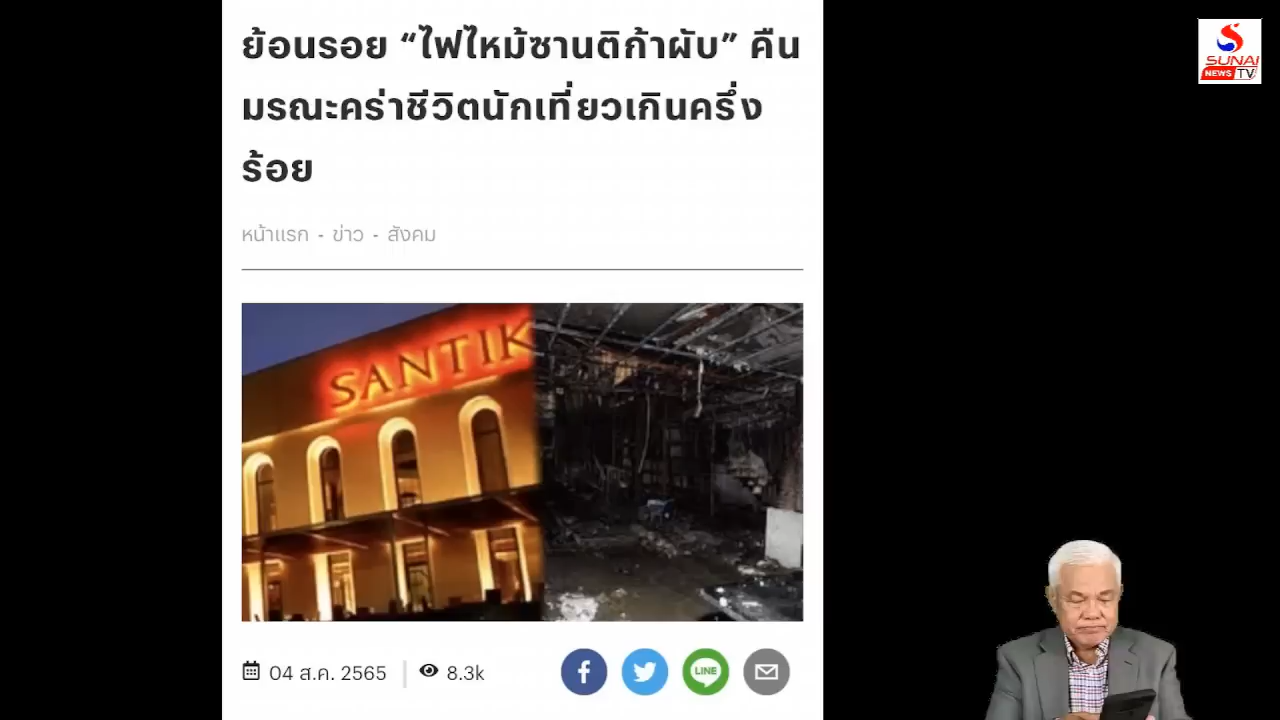 ย้อนรอย “ไฟไหม้ซานติก้าผับ” คืน
มรณะคร่าชีวิตนักเที่ยวเกินครึ่ง
ร้อย
หน้าแรก - ข่าว - สังคม
SANTIK
04 ส.ค. 2565
8.3k
LINE
SUNAI
NEWS TV